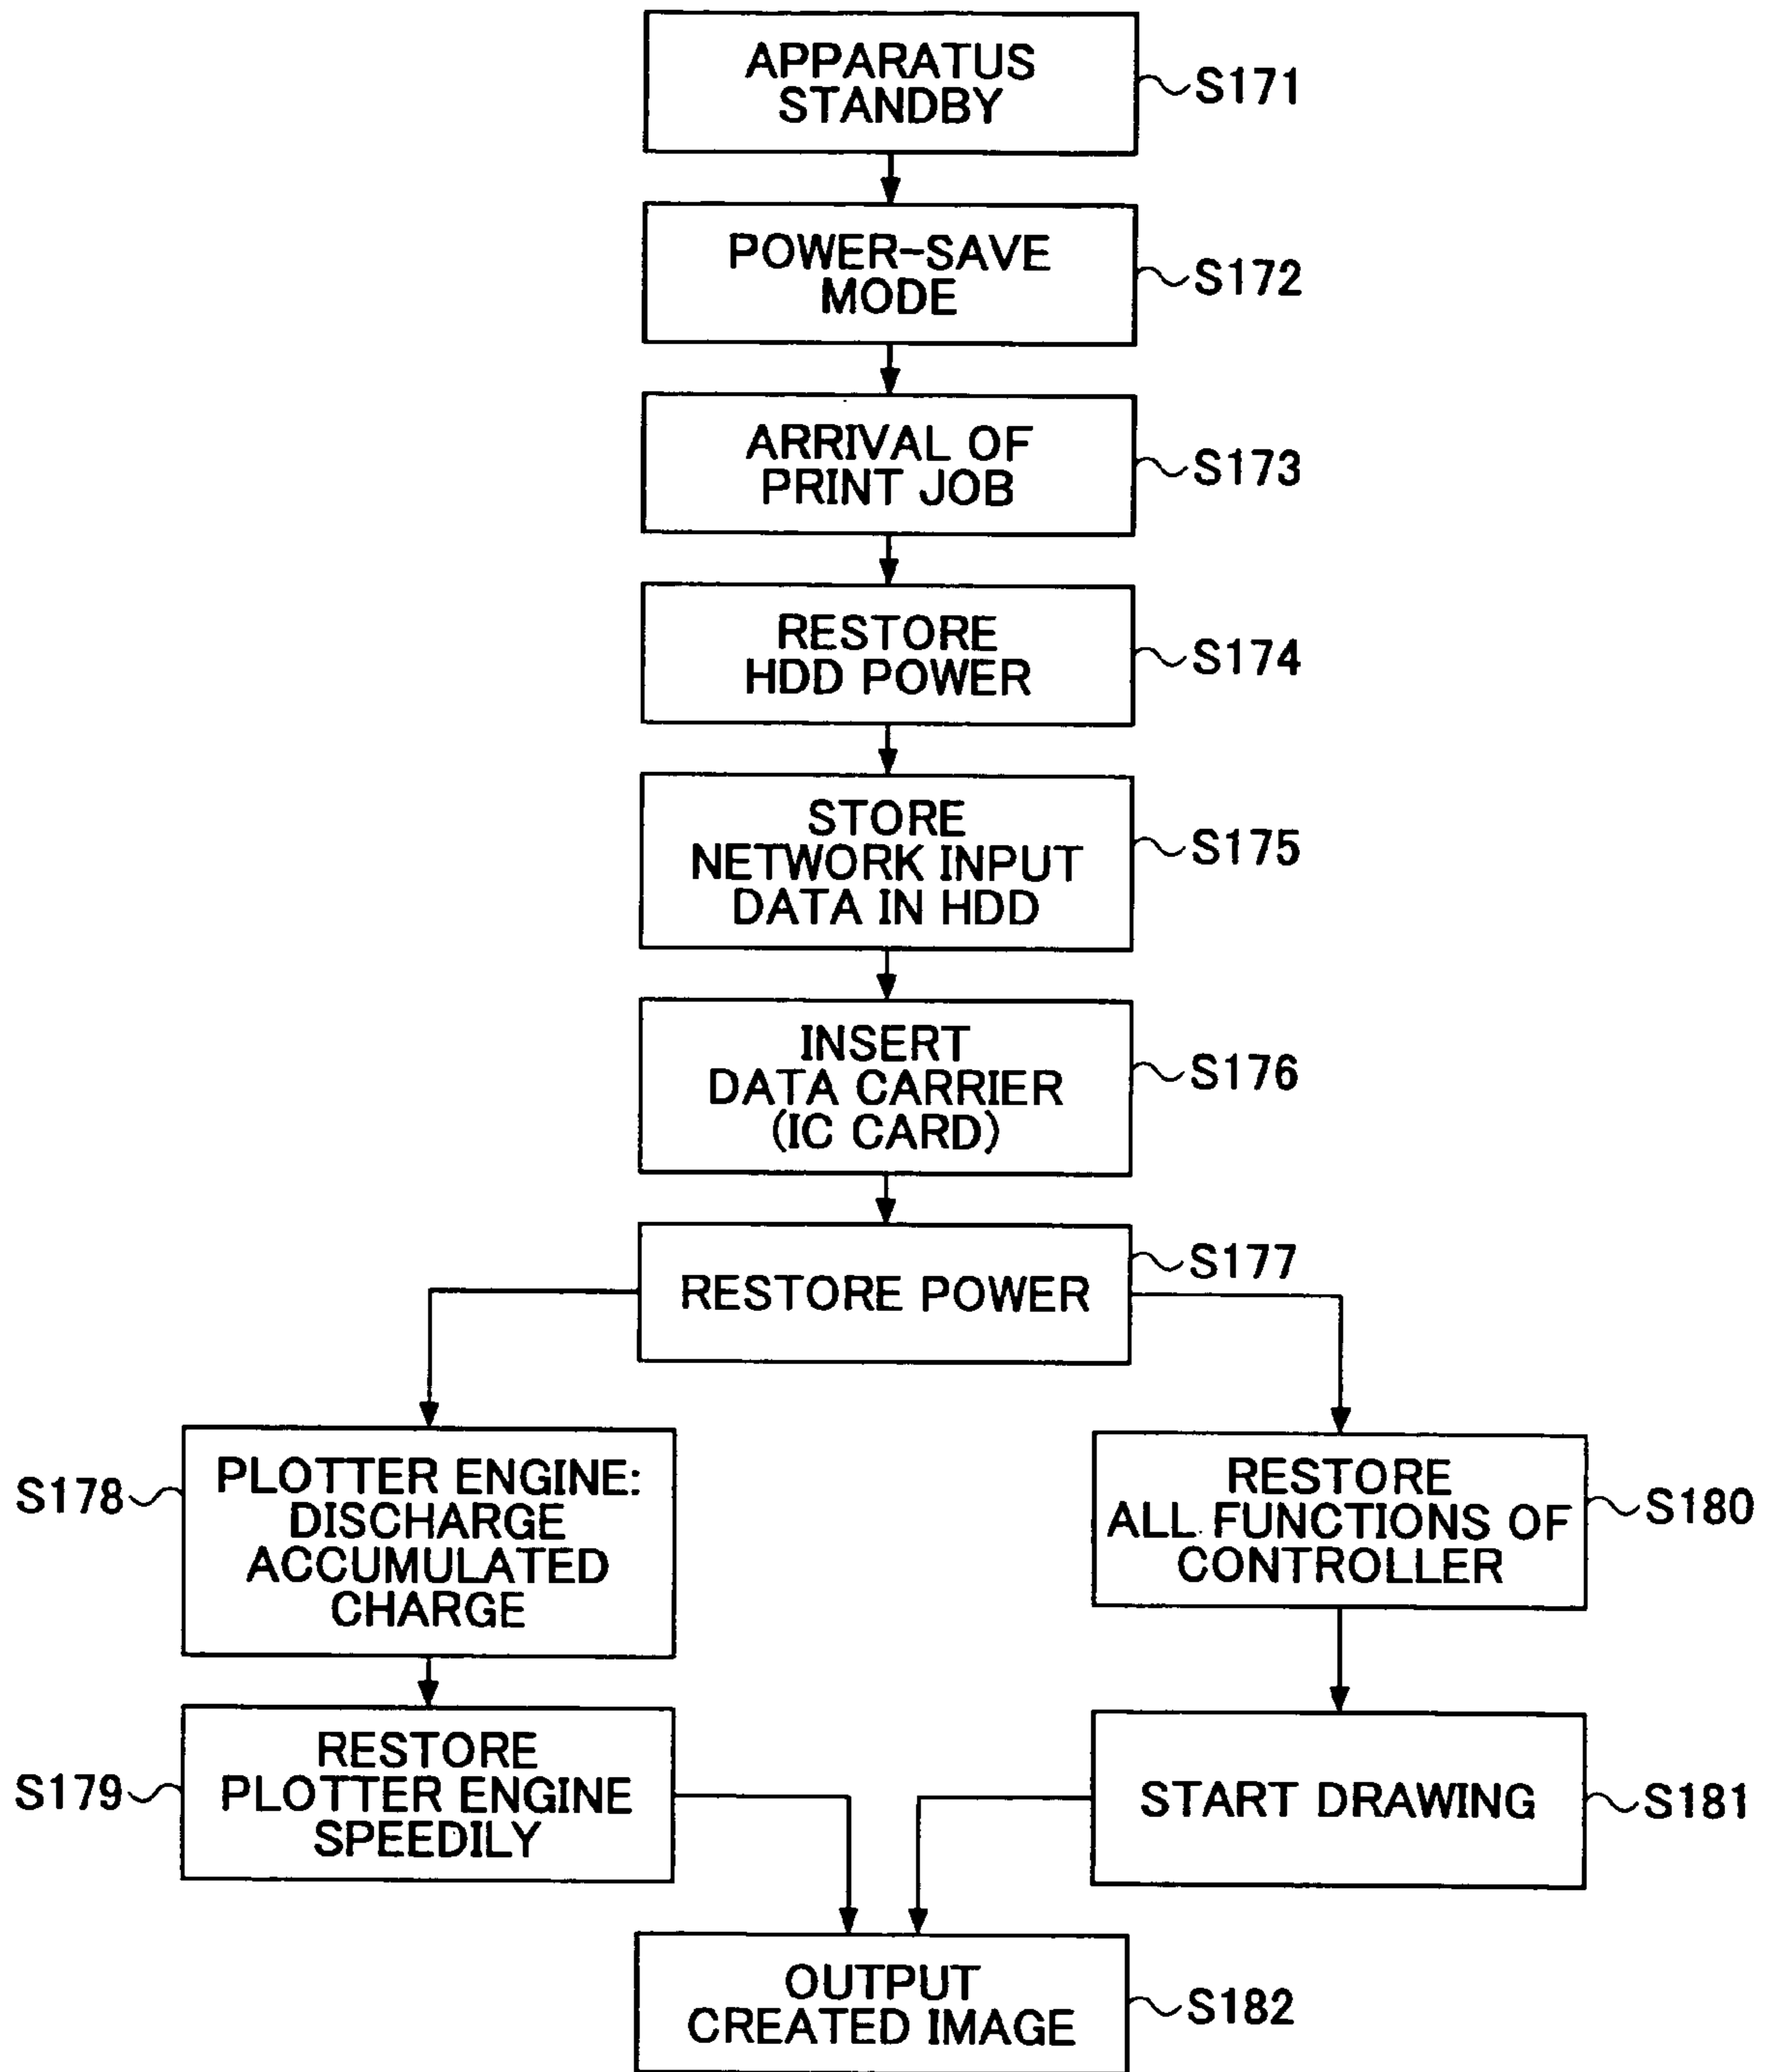 APPARATUS
STANDBY
S171
POWER-SAVE
MODE
S172
ARRIVAL OF
PRINT JOB
S173
RESTORE
HDD POWER
S174
STORE
NETWORK INPUT
DATA IN HDD
S175
INSERT
DATA CARRIER
(IC CARD)
S176
RESTORE POWER
S177
S178
PLOTTER ENGINE:
DISCHARGE
ACCUMULATED
CHARGE
RESTORE
ALL FUNCTIONS OF
CONTROLLER
S180
S179
RESTORE
PLOTTER ENGINE
SPEEDILY
START DRAWING
S181
OUTPUT
CREATED IMAGE
S182